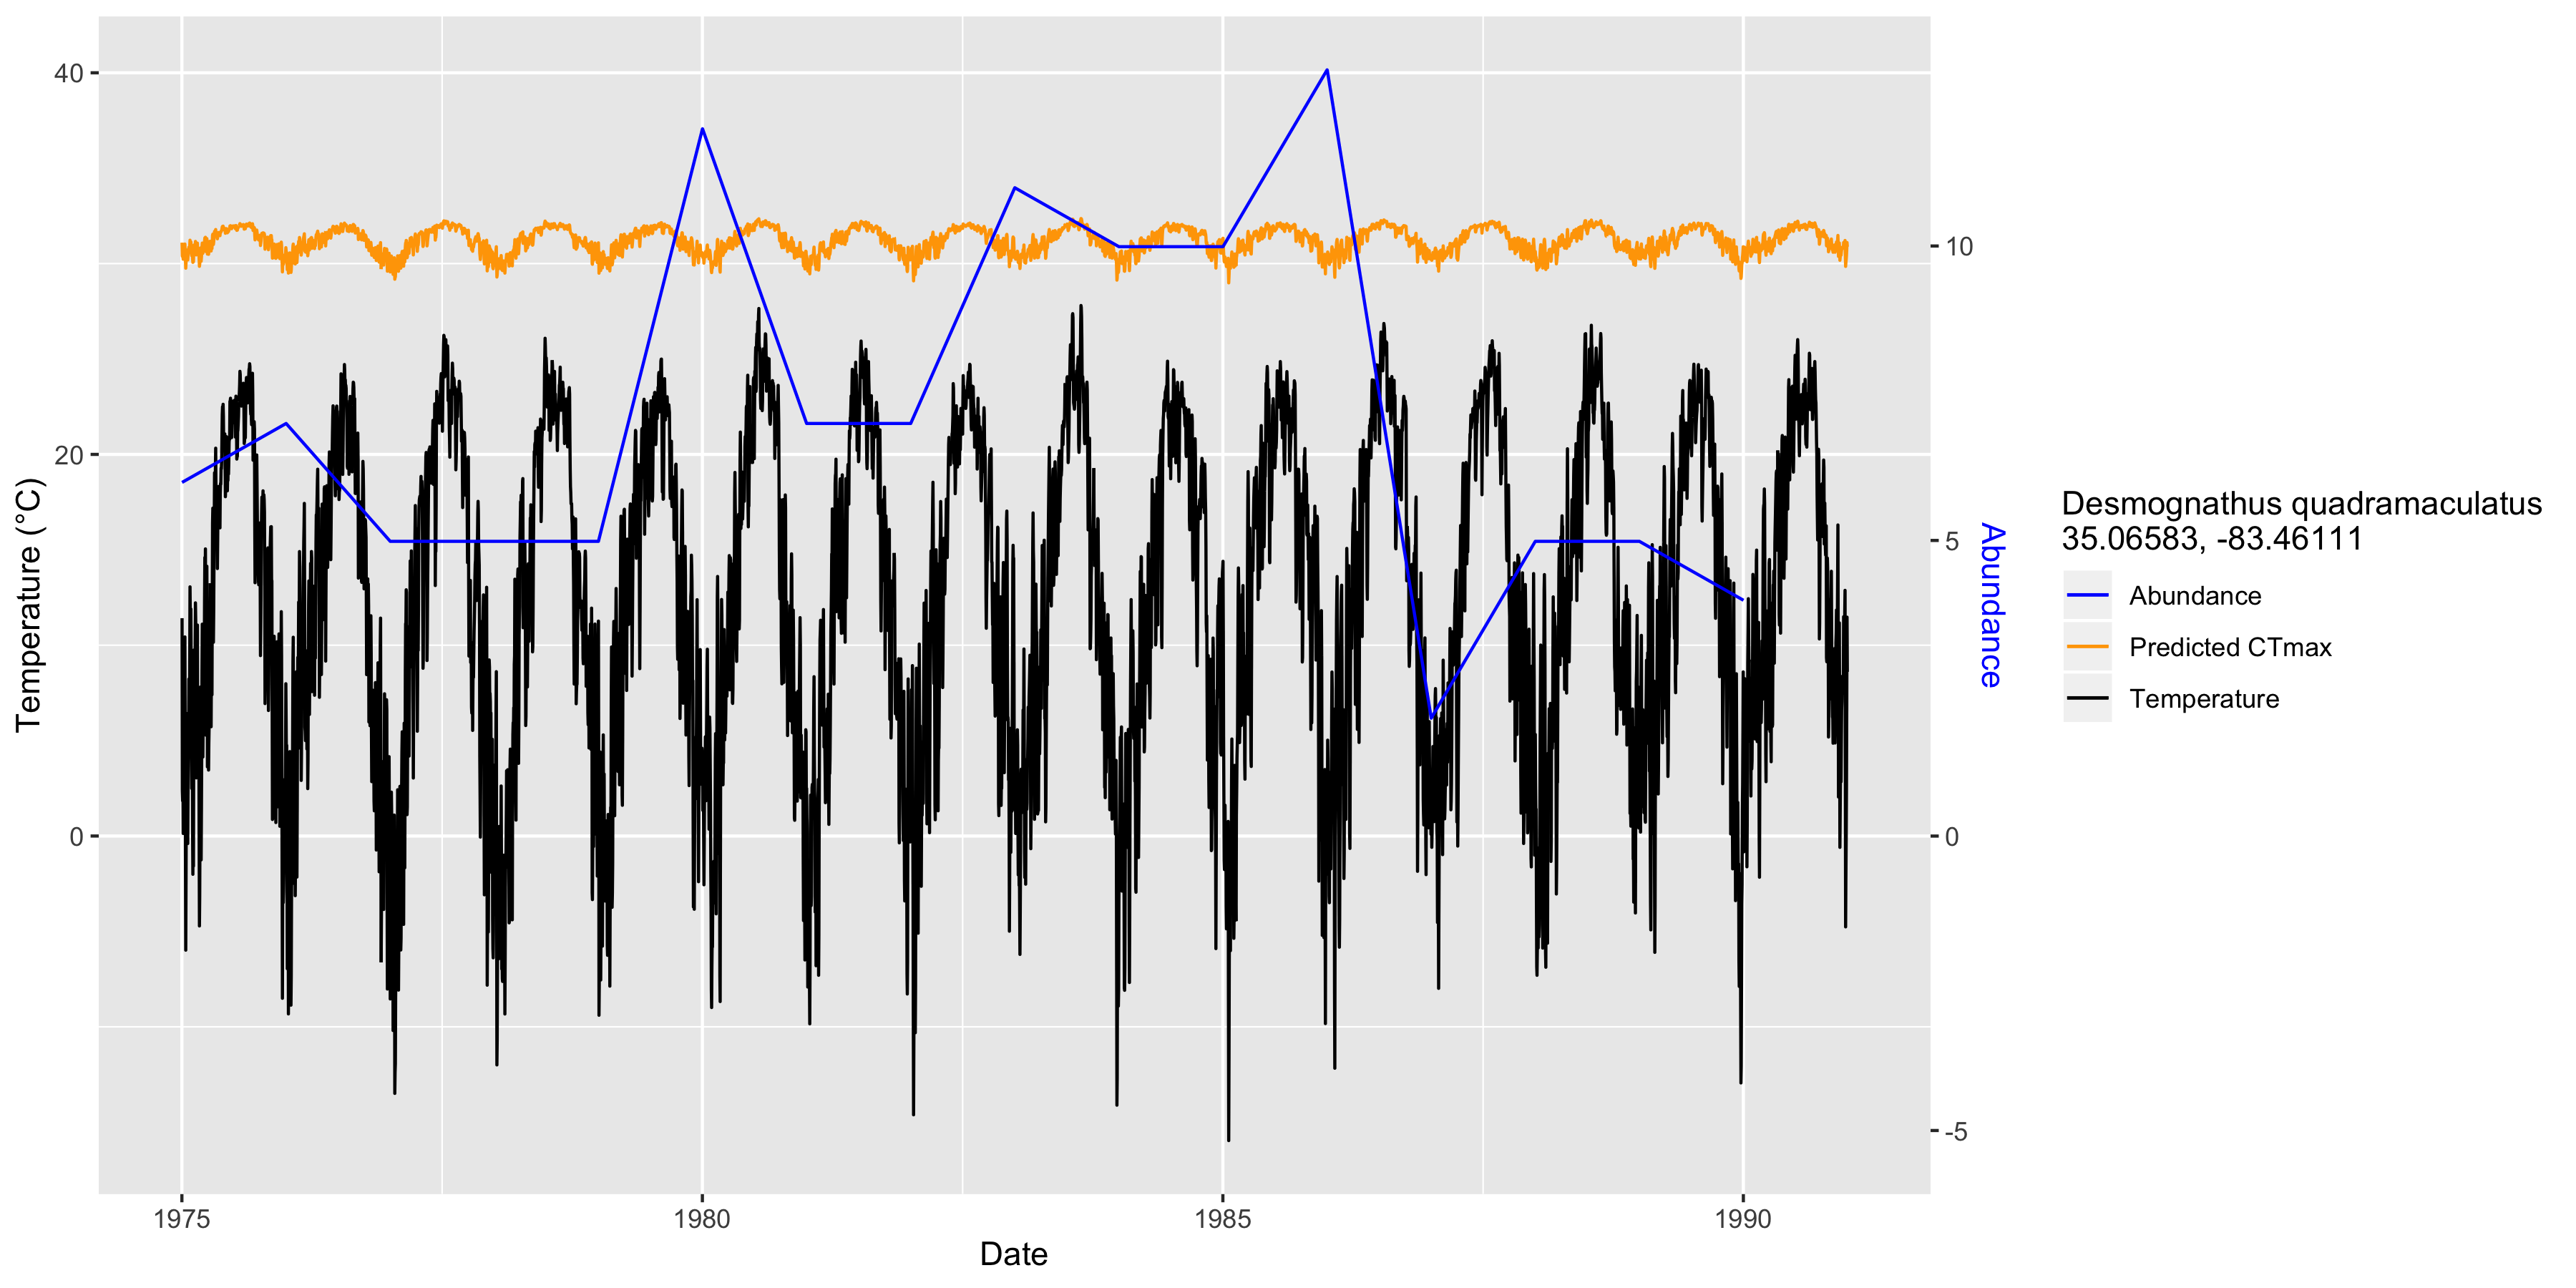 40
20
0
Temperature (°C)
1975
1980
1985
1990
Date
10
5
0
-5
Abundance
Desmognathus quadramaculatus
35.06583, -83.46111
Abundance
Predicted CTmax
Temperature